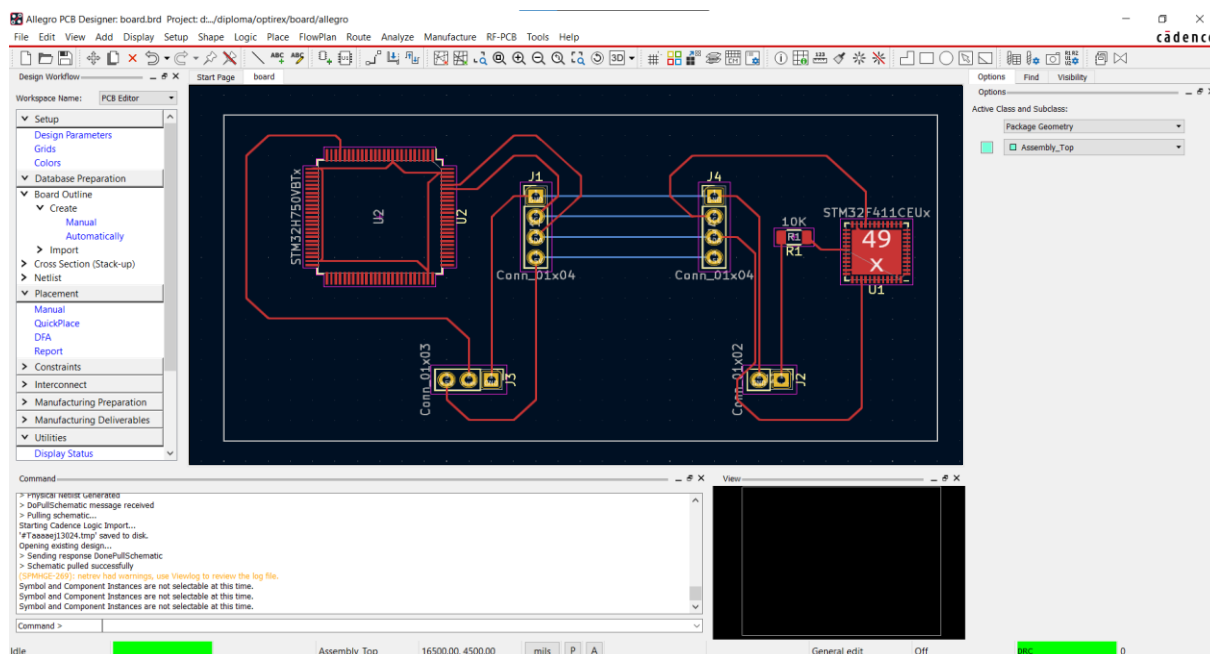 Allegro PCB Designer: board.brd Project: d:.../diploma/optirex/board/allegro
File Edit View Add Display Setup Shape Logic Place FlowPlan Route Analyze Manufacture RF-PCB Tools Help
cādence
Design Workflow
Start Page board
Options Find Visibility
Workspace Name: PCB Editor
Options
Active Class and Subclass:
Package Geometry
Assembly_Top
Setup
Design Parameters
Grids
Colors
Database Preparation
Board Outline
Create
Manual
Automatically
Import
Cross Section (Stack-up)
Netlist
Placement
Manual
QuickPlace
DFA
Report
Constraints
Interconnect
Manufacturing Preparation
Manufacturing Deliverables
Utilities
Display Status
STM32H750VBTx
U2
U2
J1
Conn_01x04
J4
Conn_01x04
10K
R1
R1
STM32F411CEUx
49
X
U1
Conn_01x03
J3
Conn_01x02
J2
Command
> Physical Netlist Generated
> DoPullSchematic message received
> Pulling schematic...
Starting Cadence Logic Import...
'#Taaaaej13024.tmp' saved to disk.
Opening existing design...
> Sending response DonePullSchematic
> Schematic pulled successfully
(SPMHGE-269): netrev had warnings, use Viewlog to review the log file.
Symbol and Component Instances are not selectable at this time.
Symbol and Component Instances are not selectable at this time.
Symbol and Component Instances are not selectable at this time.
Command >
View
Idle Assembly_Top 16500.00, 4500.00 mils P A General edit Off DRC 0